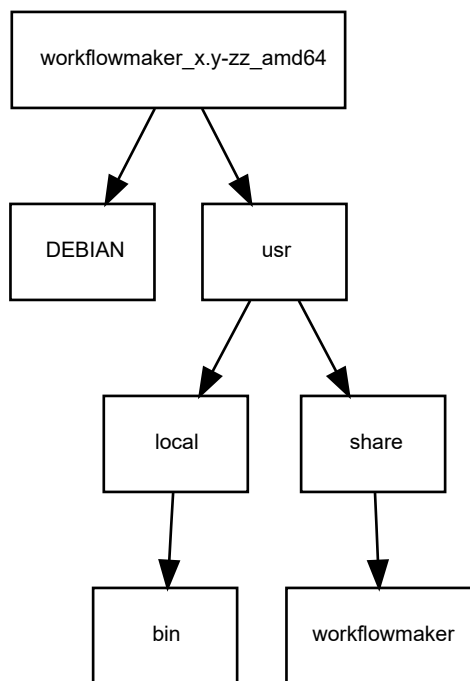 workflowmaker_x.y-zz_amd64
DEBIAN
usr
local
share
bin
workflowmaker